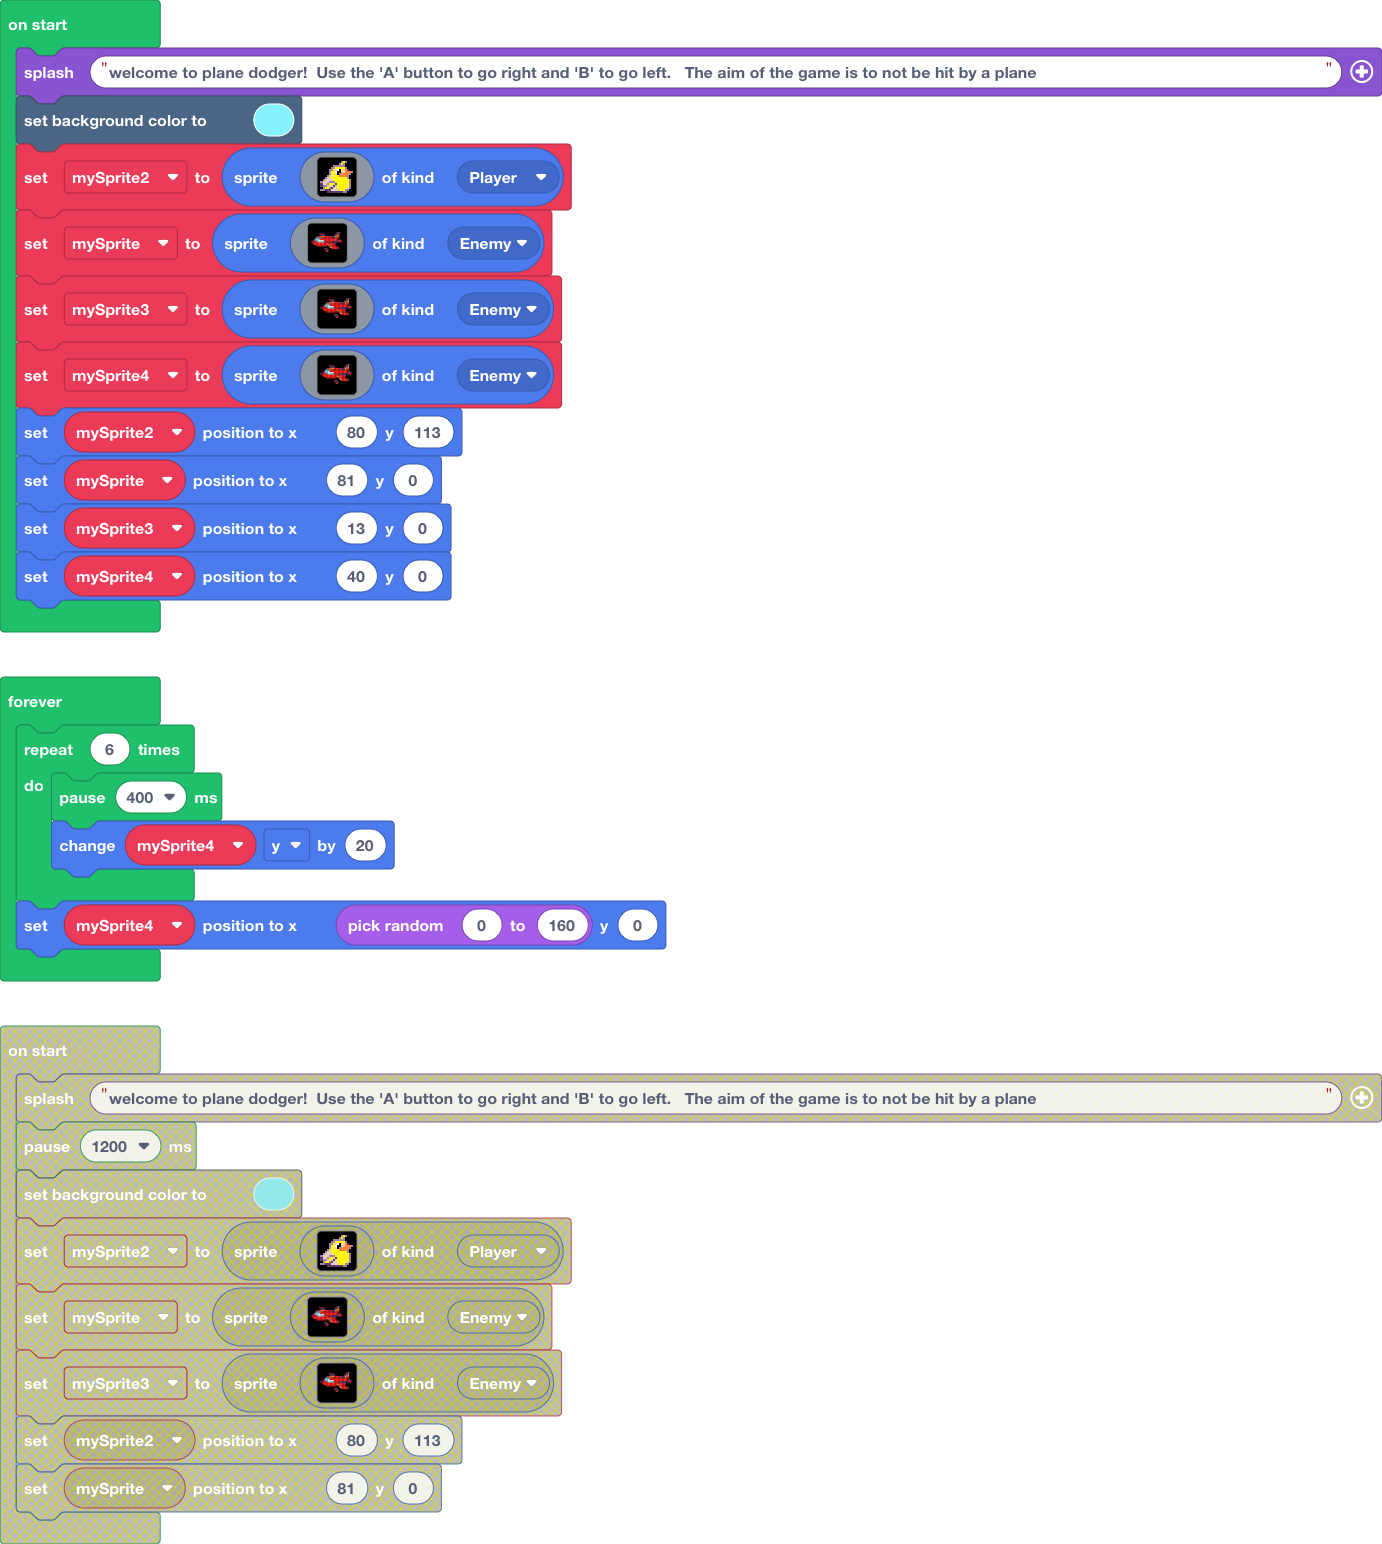 on start
splash "welcome to plane dodger!  Use the 'A' button to go right and 'B' to go left.   The aim of the game is to not be hit by a plane "
set background color to
set mySprite2 to sprite of kind Player
set mySprite to sprite of kind Enemy
set mySprite3 to sprite of kind Enemy
set mySprite4 to sprite of kind Enemy
set mySprite2 position to x 80 y 113
set mySprite position to x 81 y 0
set mySprite3 position to x 13 y 0
set mySprite4 position to x 40 y 0
forever
repeat 6 times
do
pause 400 ms
change mySprite4 y by 20
set mySprite4 position to x pick random 0 to 160 y 0
on start
splash "welcome to plane dodger!  Use the 'A' button to go right and 'B' to go left.   The aim of the game is to not be hit by a plane "
pause 1200 ms
set background color to
set mySprite2 to sprite of kind Player
set mySprite to sprite of kind Enemy
set mySprite3 to sprite of kind Enemy
set mySprite2 position to x 80 y 113
set mySprite position to x 81 y 0